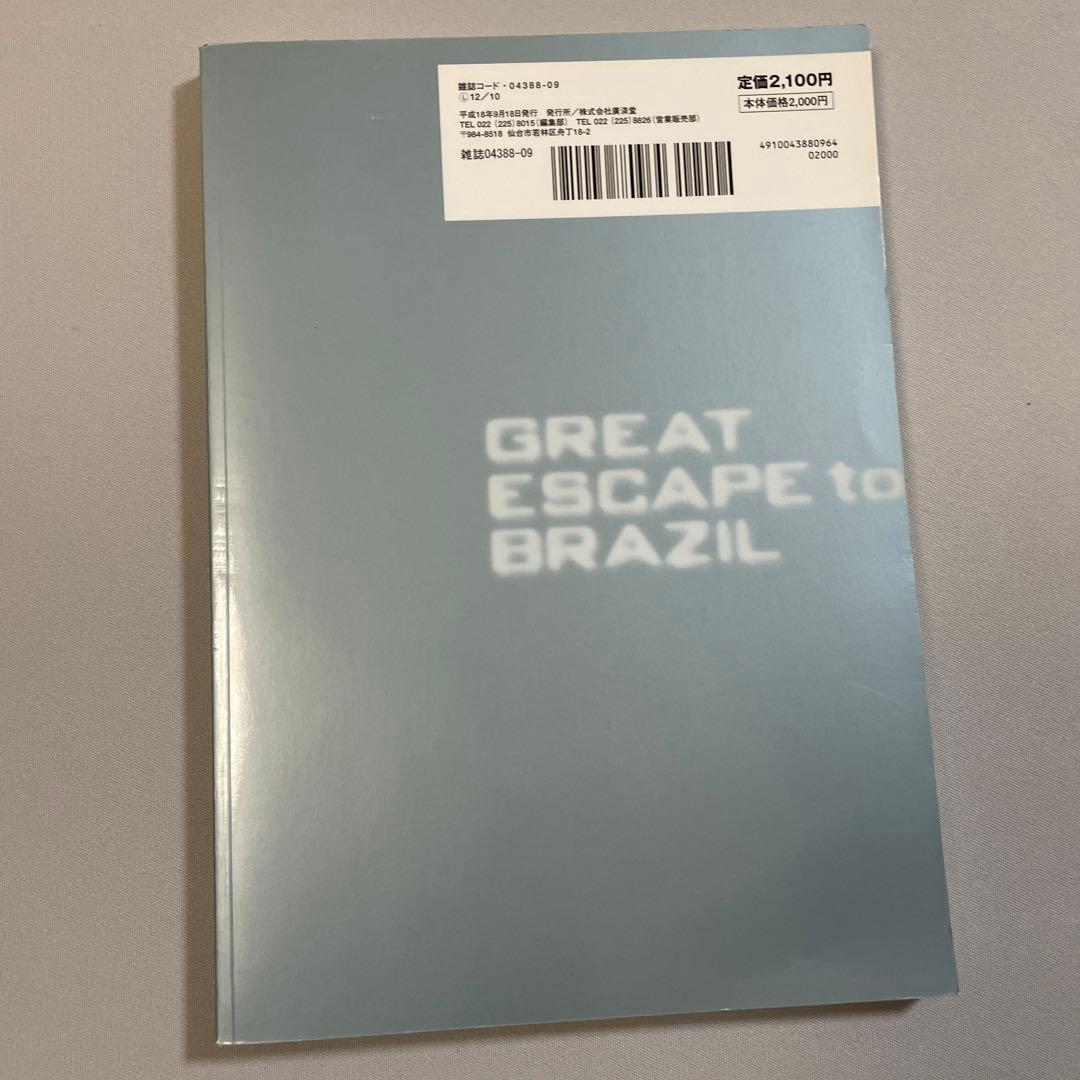 雑誌コード・04388-09
Ⓛ12/10
定価2,100円
本体価格2,000円
平成18年9月18日発行 発行所/株式会社廣済堂
TEL 022(225)8015(編集部) TEL 022(225)8826(営業販売部)
〒984-8518 仙台市若林区舟丁18-2
雑誌04388-09
4910043880964
02000
GREAT
ESCAPE to
BRAZIL